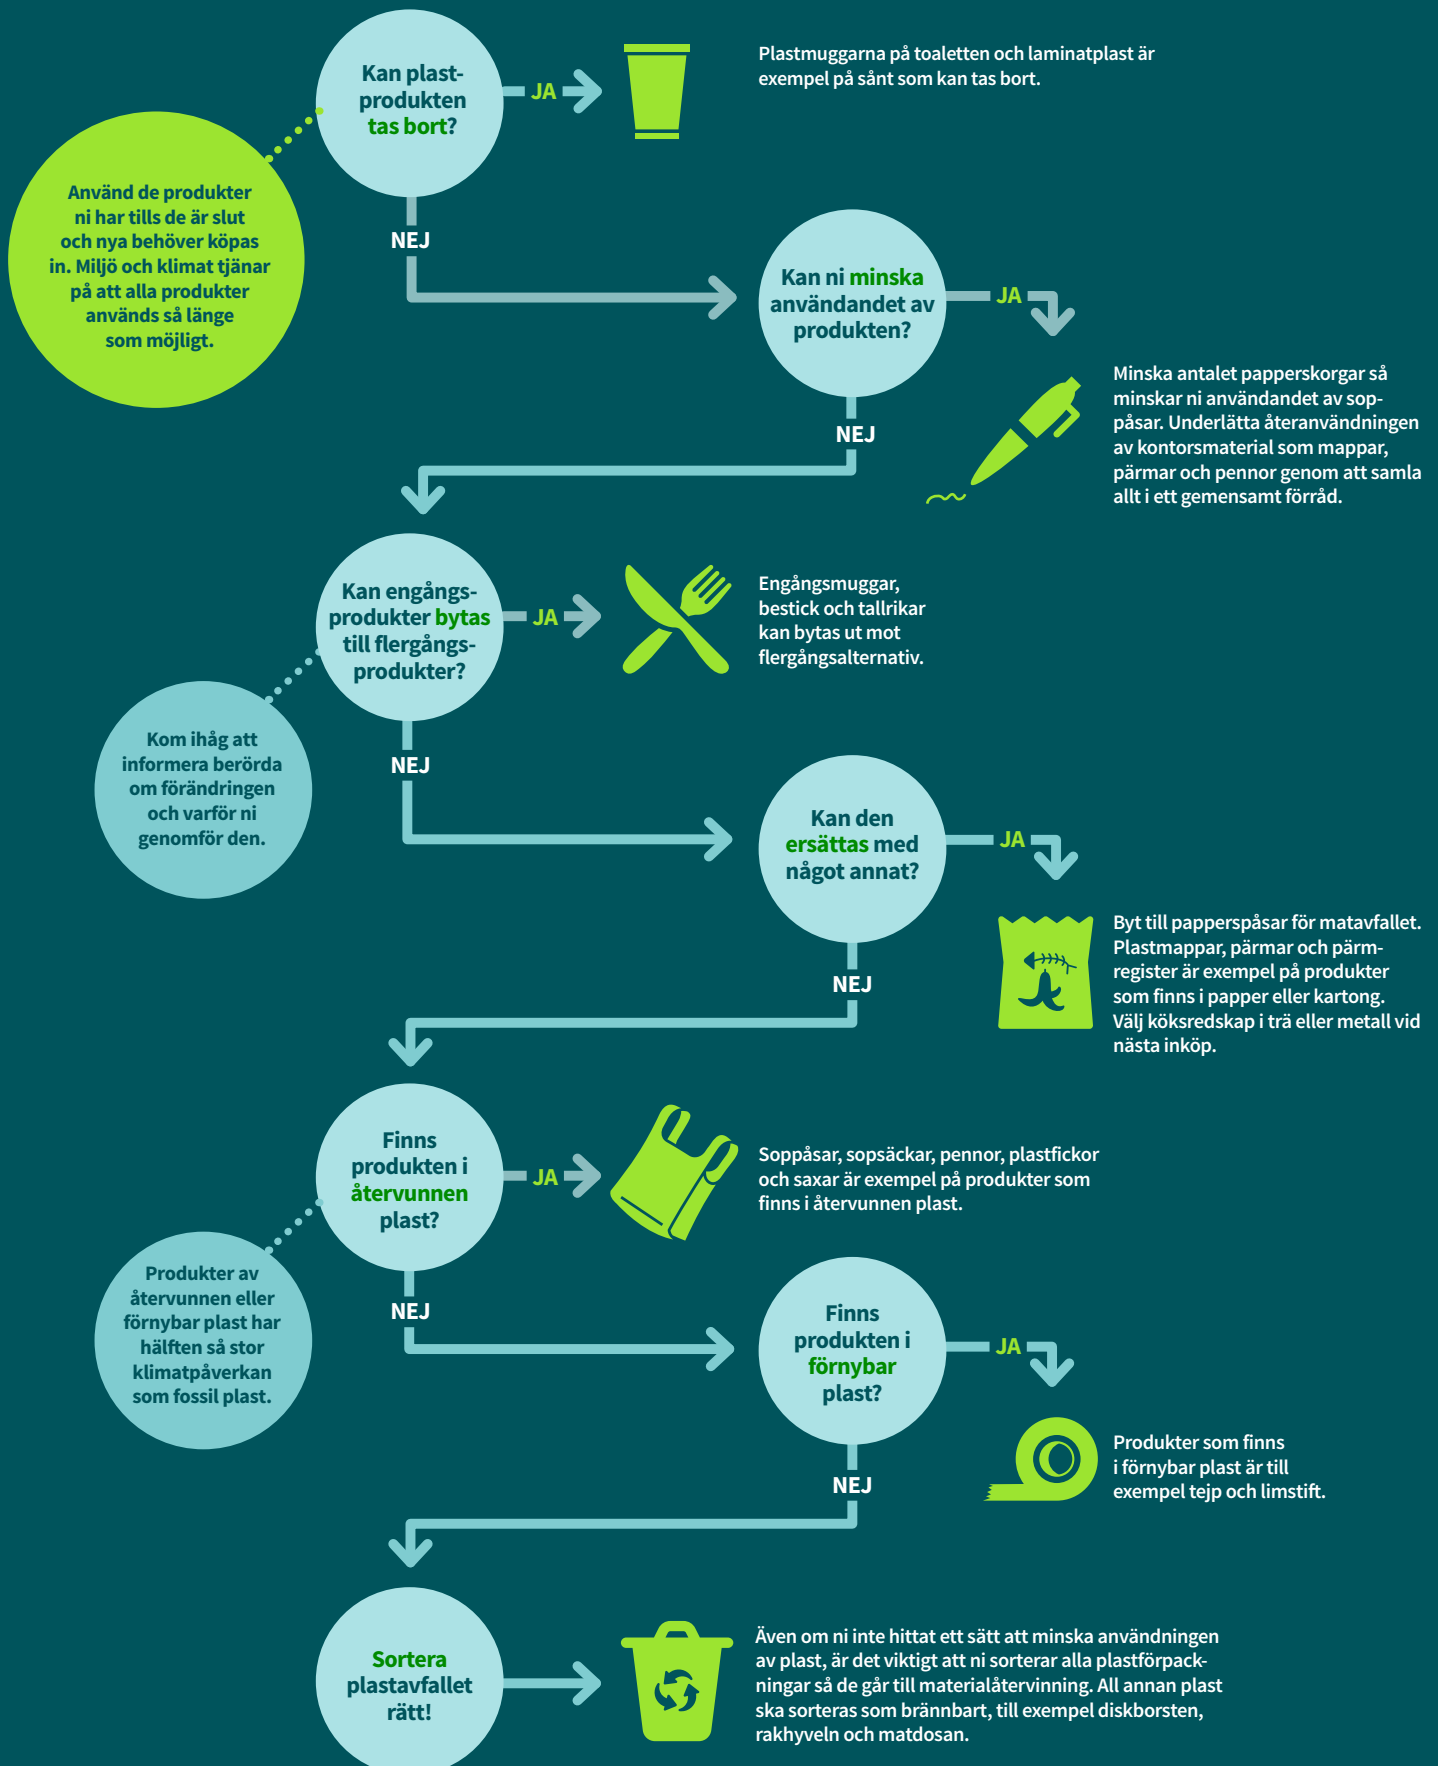 Kan plast-
produkten
tas bort?
JA
Plastmuggarna på toaletten och laminatplast är
exempel på sånt som kan tas bort.
Använd de produkter
ni har tills de är slut
och nya behöver köpas
in. Miljö och klimat tjänar
på att alla produkter
används så länge
som möjligt.
NEJ
Kan ni minska
användandet av
produkten?
JA
Minska antalet papperskorgar så
minskar ni användandet av sop-
påsar. Underlätta återanvändningen
av kontorsmaterial som mappar,
pärmar och pennor genom att samla
allt i ett gemensamt förråd.
NEJ
Kan engångs-
produkter bytas
till flergångs-
produkter?
JA
Engångsmuggar,
bestick och tallrikar
kan bytas ut mot
flergångsalternativ.
Kom ihåg att
informera berörda
om förändringen
och varför ni
genomför den.
NEJ
Kan den
ersättas med
något annat?
JA
Byt till papperspåsar för matavfallet.
Plastmappar, pärmar och pärm-
register är exempel på produkter
som finns i papper eller kartong.
Välj köksredskap i trä eller metall vid
nästa inköp.
NEJ
Finns
produkten i
återvunnen
plast?
JA
Soppåsar, sopsäckar, pennor, plastfickor
och saxar är exempel på produkter som
finns i återvunnen plast.
Produkter av
återvunnen eller
förnybar plast har
hälften så stor
klimatpåverkan
som fossil plast.
NEJ
Finns
produkten i
förnybar
plast?
JA
Produkter som finns
i förnybar plast är till
exempel tejp och limstift.
NEJ
Sortera
plastavfallet
rätt!
Även om ni inte hittat ett sätt att minska användningen
av plast, är det viktigt att ni sorterar alla plastförpack-
ningar så de går till materialåtervinning. All annan plast
ska sorteras som brännbart, till exempel diskborsten,
rakhyveln och matdosan.